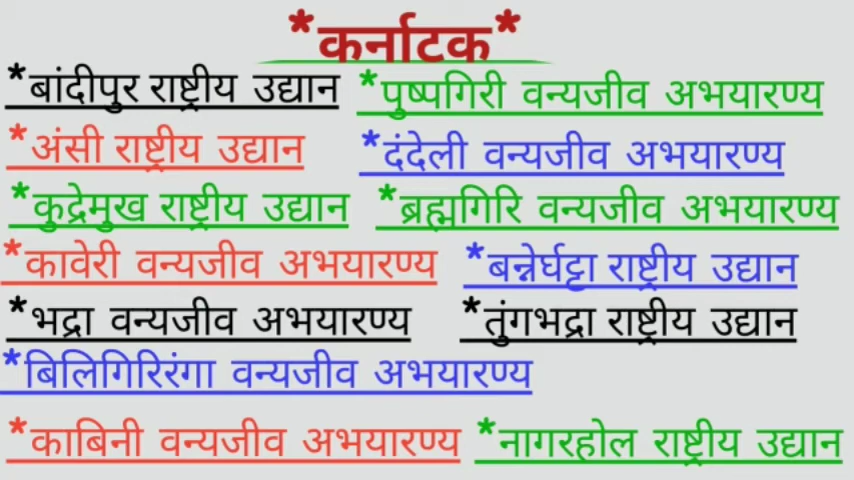 *कर्नाटक*
*बांदीपुर राष्ट्रीय उद्यान *पुष्पगिरी वन्यजीव अभयारण्य
*अंसी राष्ट्रीय उद्यान *दंदेली वन्यजीव अभयारण्य
*कुद्रेमुख राष्ट्रीय उद्यान *ब्रह्मगिरि वन्यजीव अभयारण्य
*कावेरी वन्यजीव अभयारण्य *बन्नेर्घट्टा राष्ट्रीय उद्यान
*भद्रा वन्यजीव अभयारण्य *तुंगभद्रा राष्ट्रीय उद्यान
*बिलिगिरिरंगा वन्यजीव अभयारण्य
*काबिनी वन्यजीव अभयारण्य *नागरहोल राष्ट्रीय उद्यान